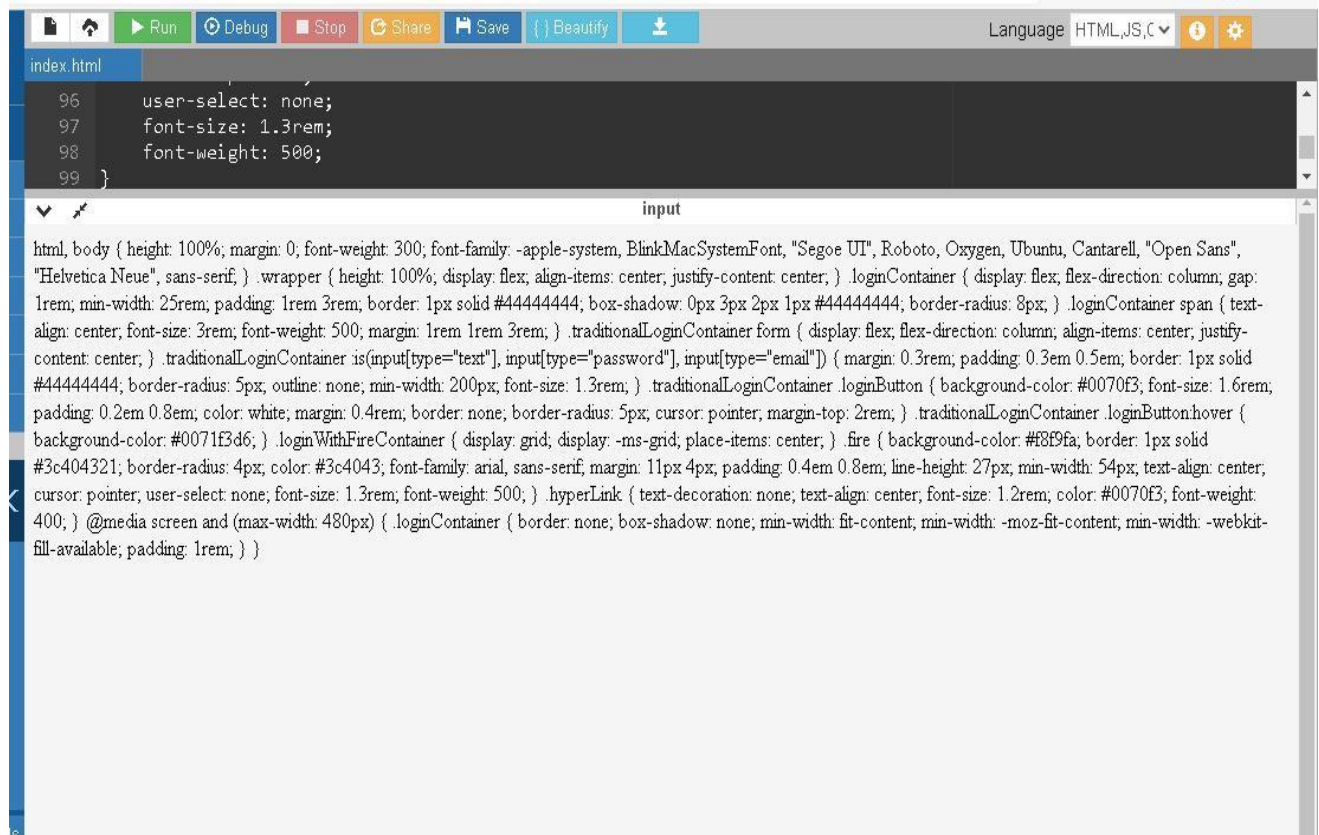 Run Debug Stop Share Save { } Beautify Language HTML,JS,C
index.html
96 user-select: none;
97 font-size: 1.3rem;
98 font-weight: 500;
99 }
input
html, body { height: 100%; margin: 0; font-weight: 300; font-family: -apple-system, BlinkMacSystemFont, "Segoe UI", Roboto, Oxygen, Ubuntu, Cantarell, "Open Sans",
"Helvetica Neue", sans-serif; } .wrapper { height: 100%; display: flex; align-items: center; justify-content: center; } .loginContainer { display: flex; flex-direction: column; gap:
1rem; min-width: 25rem; padding: 1rem 3rem; border: 1px solid #44444444; box-shadow: 0px 3px 2px 1px #44444444; border-radius: 8px; } .loginContainer span { text-
align: center; font-size: 3rem; font-weight: 500; margin: 1rem 1rem 3rem; } .traditionalLoginContainer form { display: flex; flex-direction: column; align-items: center; justify-
content: center; } .traditionalLoginContainer :is(input[type="text"], input[type="password"], input[type="email"]) { margin: 0.3rem; padding: 0.3em 0.5em; border: 1px solid
#44444444; border-radius: 5px; outline: none; min-width: 200px; font-size: 1.3rem; } .traditionalLoginContainer .loginButton { background-color: #0070f3; font-size: 1.6rem;
padding: 0.2em 0.8em; color: white; margin: 0.4rem; border: none; border-radius: 5px; cursor: pointer; margin-top: 2rem; } .traditionalLoginContainer .loginButton:hover {
background-color: #0071f3d6; } .loginWithFireContainer { display: grid; display: -ms-grid; place-items: center; } .fire { background-color: #f8f9fa; border: 1px solid
#3c404321; border-radius: 4px; color: #3c4043; font-family: arial, sans-serif; margin: 11px 4px; padding: 0.4em 0.8em; line-height: 27px; min-width: 54px; text-align: center;
cursor: pointer; user-select: none; font-size: 1.3rem; font-weight: 500; } .hyperLink { text-decoration: none; text-align: center; font-size: 1.2rem; color: #0070f3; font-weight:
400; } @media screen and (max-width: 480px) { .loginContainer { border: none; box-shadow: none; min-width: fit-content; min-width: -moz-fit-content; min-width: -webkit-
fill-available; padding: 1rem; } }